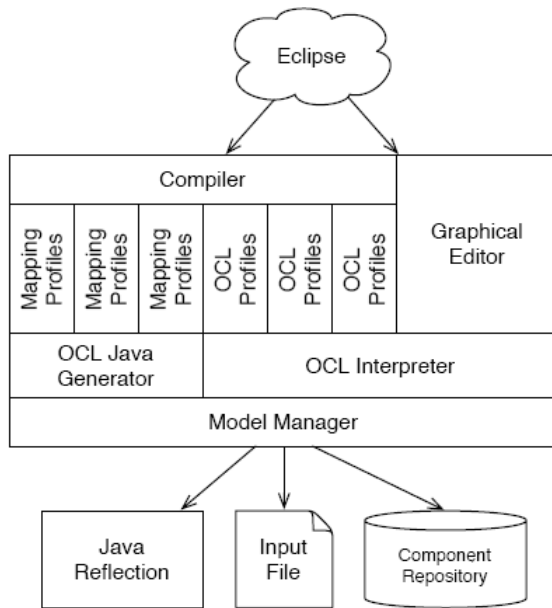 Eclipse
Compiler
Mapping
Profiles
Mapping
Profiles
Mapping
Profiles
OCL
Profiles
OCL
Profiles
OCL
Profiles
Graphical
Editor
OCL Java
Generator
OCL Interpreter
Model Manager
Java
Reflection
Input
File
Component
Repository